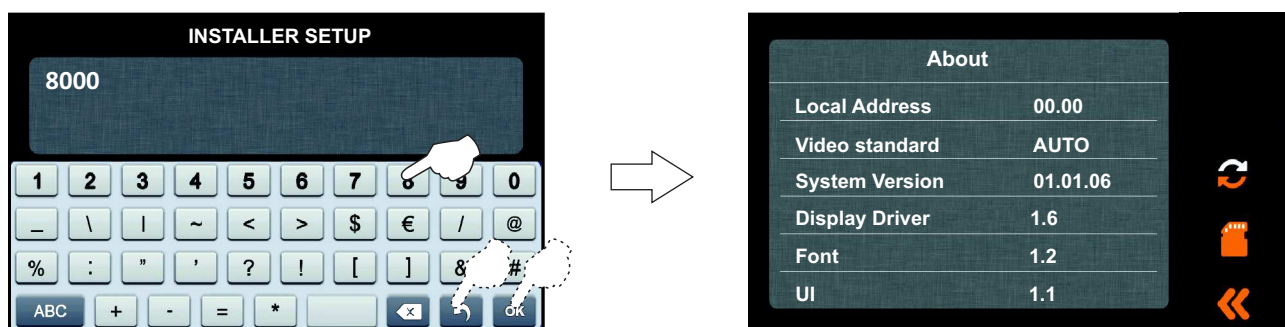 INSTALLER SETUP
8000
1 2 3 4 5 6 7 8 9 0
_ \ | ~ < > $ € / @
% : ” ’ ? ! [ ] & #
ABC + - = * OK
About
Local Address 00.00
Video standard AUTO
System Version 01.01.06
Display Driver 1.6
Font 1.2
UI 1.1